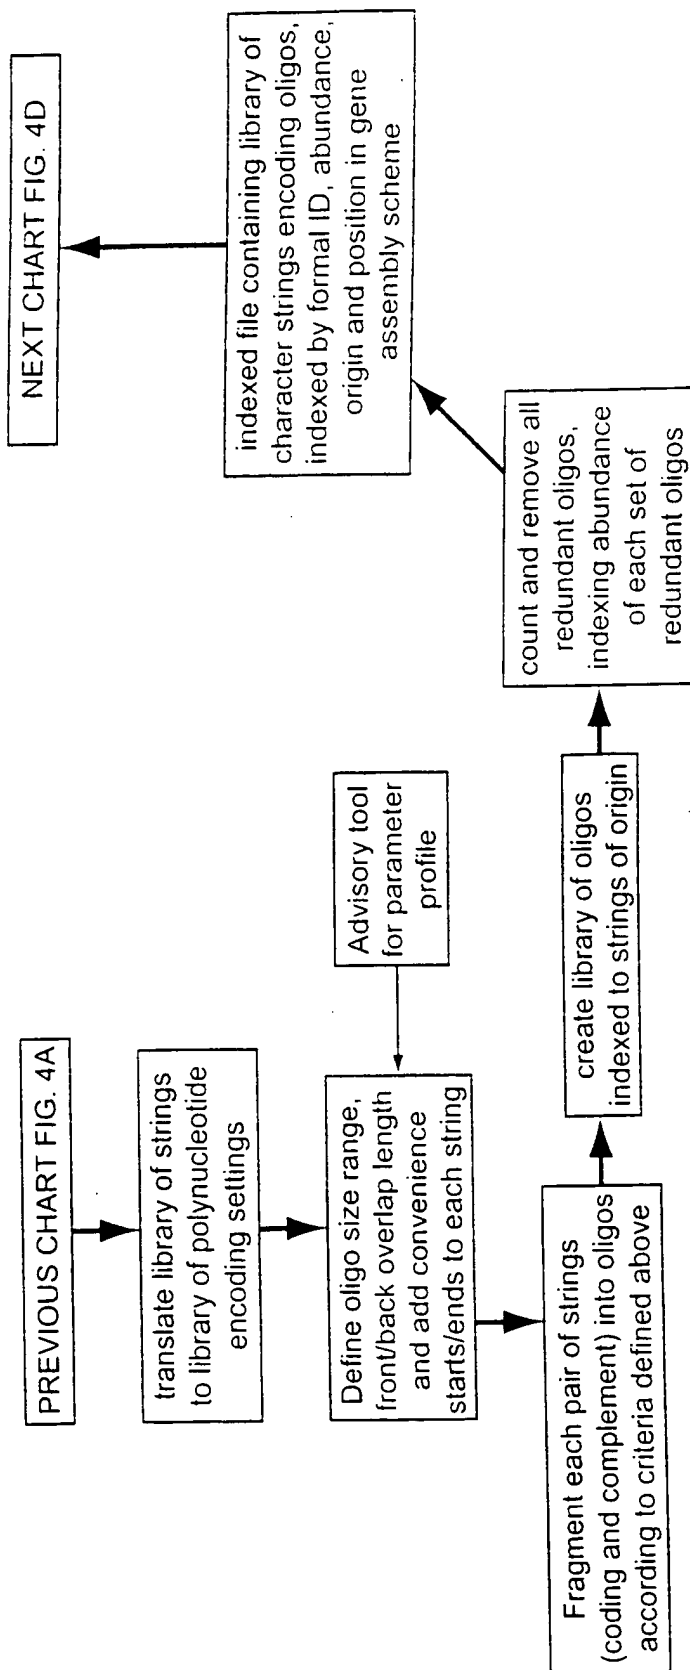 PREVIOUS CHART FIG. 4A
translate library of strings
to library of polynucleotide
encoding settings
Define oligo size range,
front/back overlap length
and add convenience
starts/ends to each string
Advisory tool
for parameter
profile
Fragment each pair of strings
(coding and complement) into oligos
according to criteria defined above
create library of oligos
indexed to strings of origin
count and remove all
redundant oligos,
indexing abundance
of each set of
redundant oligos
indexed file containing library of
character strings encoding oligos,
indexed by formal ID, abundance,
origin and position in gene
assembly scheme
NEXT CHART FIG. 4D